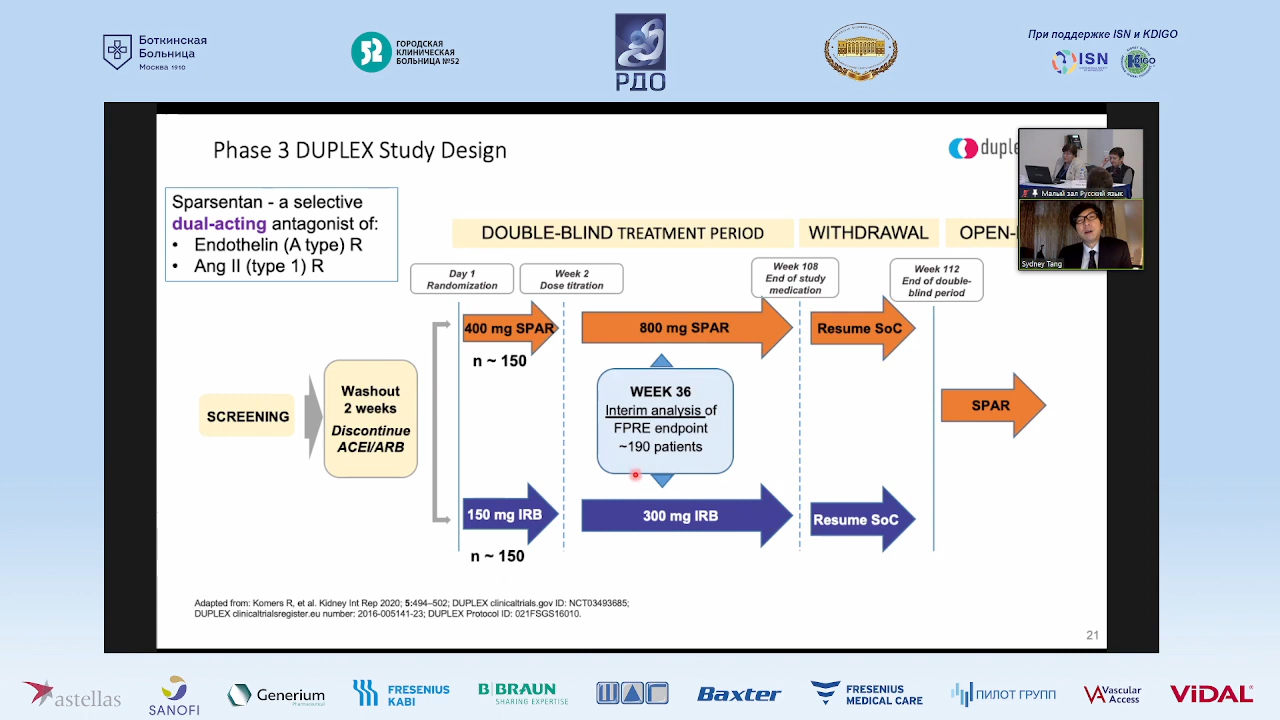 Боткинская
Больница
Москва 1910
52
ГОРОДСКАЯ
КЛИНИЧЕСКАЯ
БОЛЬНИЦА №52
РДО
При поддержке ISN и KDIGO
ISN
KDIGO
Phase 3 DUPLEX Study Design
duple
Малый зал Русский язык
Sydney Tang
Sparsentan - a selective
dual-acting antagonist of:
• Endothelin (A type) R
• Ang II (type 1) R
DOUBLE-BLIND TREATMENT PERIOD
WITHDRAWAL
OPEN-
Day 1
Randomization
Week 2
Dose titration
Week 108
End of study
medication
Week 112
End of double-
blind period
400 mg SPAR
800 mg SPAR
Resume SoC
n ~ 150
SCREENING
Washout
2 weeks
Discontinue
ACEI/ARB
WEEK 36
Interim analysis of
FPRE endpoint
~190 patients
SPAR
150 mg IRB
300 mg IRB
Resume SoC
n ~ 150
Adapted from: Komers R, et al. Kidney Int Rep 2020; 5:494–502; DUPLEX clinicaltrials.gov ID: NCT03493685;
DUPLEX clinicaltrialsregister.eu number: 2016-005141-23; DUPLEX Protocol ID: 021FSGS16010.
21
astellas
SANOFI
Generium
Pharmaceutical
FRESENIUS
KABI
B|BRAUN
SHARING EXPERTISE
ШАГ
Baxter
FRESENIUS
MEDICAL CARE
ПИЛОТ ГРУПП
VA Vascular
Access
ViDAL